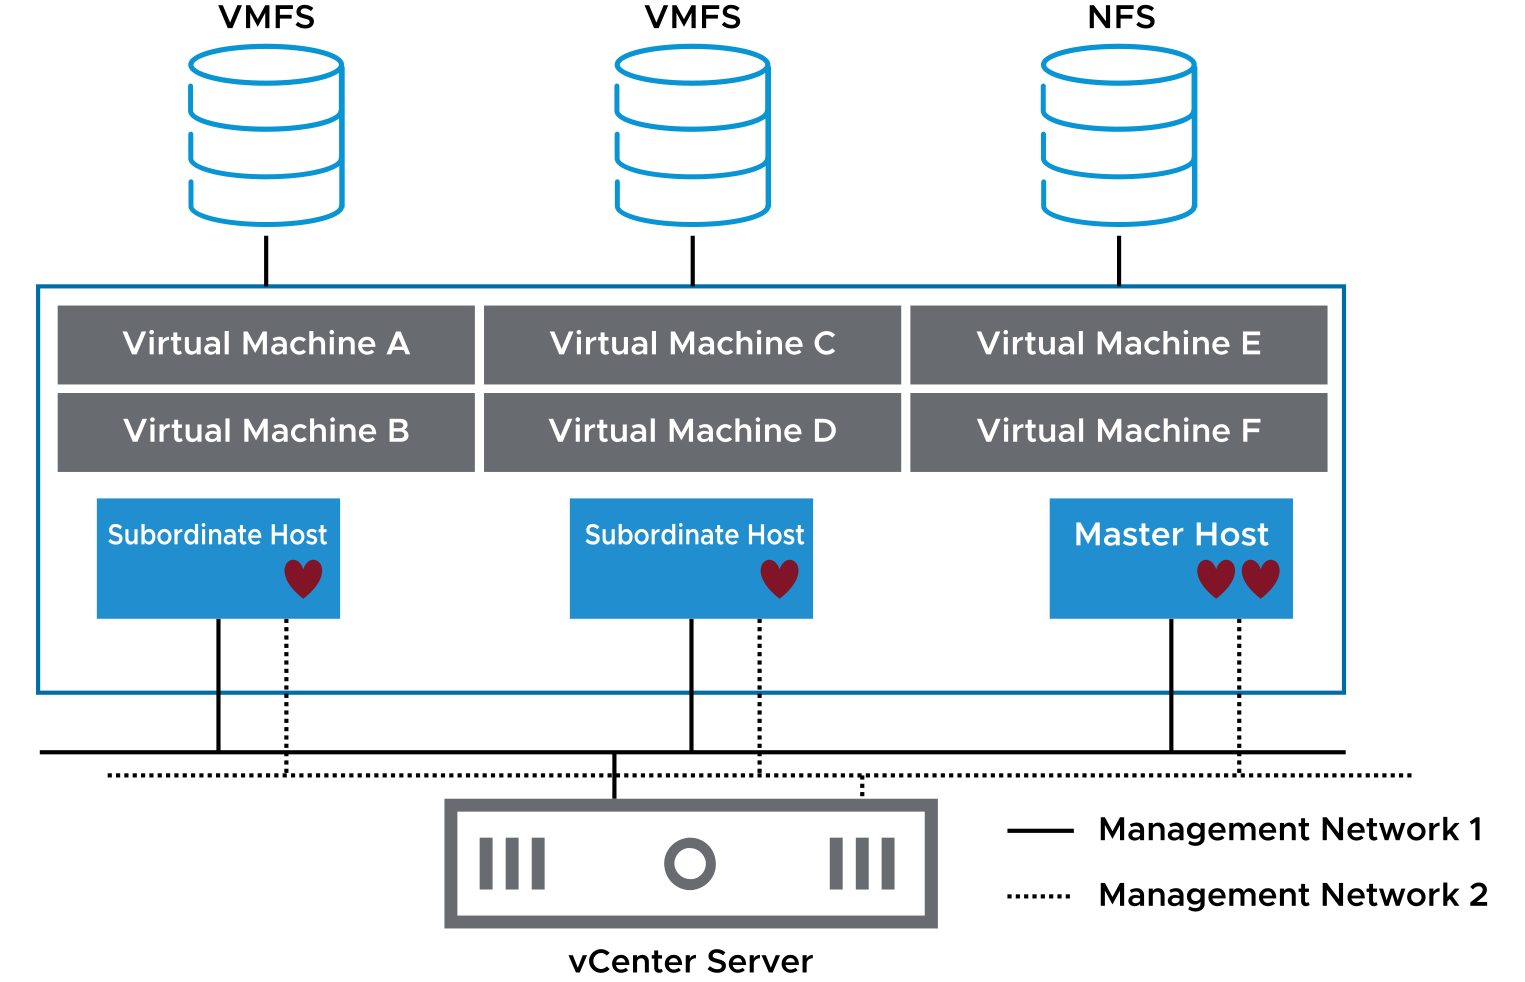 VMFS
VMFS
NFS
Virtual Machine A
Virtual Machine C
Virtual Machine E
Virtual Machine B
Virtual Machine D
Virtual Machine F
Subordinate Host
Subordinate Host
Master Host
Management Network 1
Management Network 2
vCenter Server